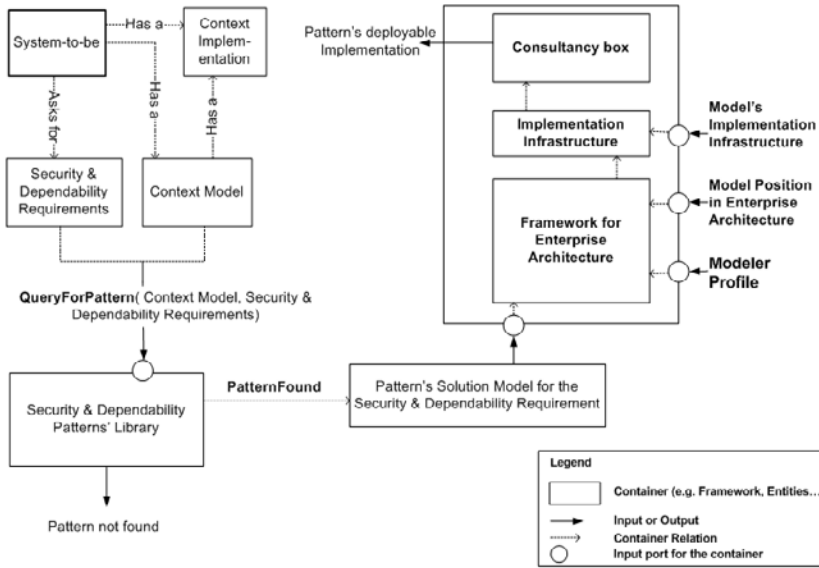 System-to-be
Has a
Context
Implem-
entation
Asks for
Has a
Has a
Security &
Dependability
Requirements
Context Model
QueryForPattern( Context Model, Security &
Dependability Requirements)
Security & Dependability
Patterns' Library
Pattern not found
PatternFound
Pattern's Solution Model for the
Security & Dependability Requirement
Pattern's deployable
Implementation
Consultancy box
Implementation
Infrastructure
Framework for
Enterprise
Architecture
Model's
Implementation
Infrastructure
Model Position
in Enterprise
Architecture
Modeler
Profile
Legend
Container (e.g. Framework, Entities…
Input or Output
Container Relation
Input port for the container